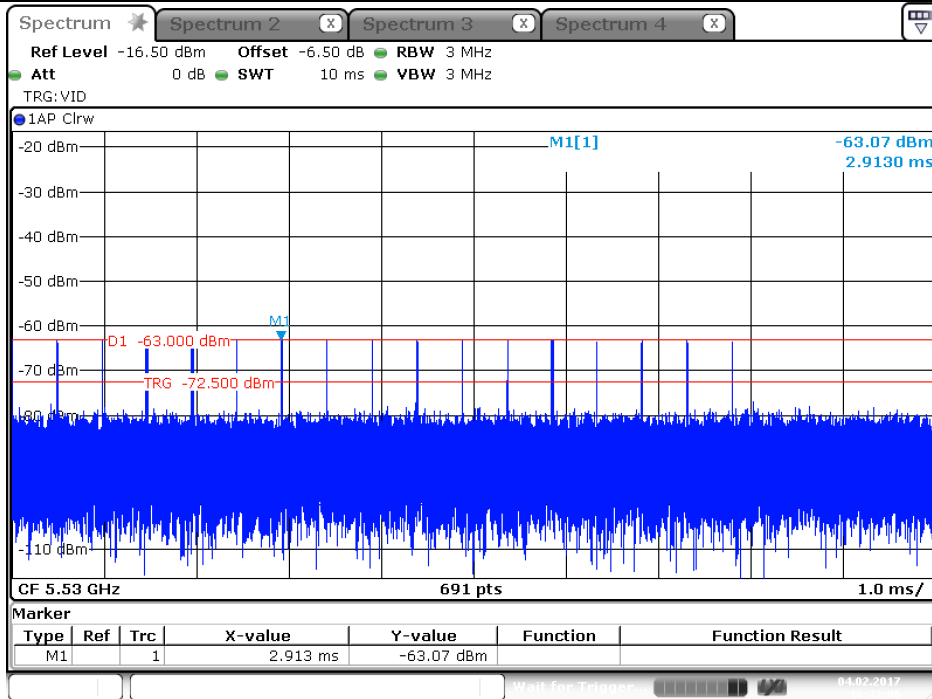 Spectrum Spectrum 2 X Spectrum 3 X Spectrum 4 X
Ref Level -16.50 dBm Offset -6.50 dB RBW 3 MHz
Att 0 dB SWT 10 ms VBW 3 MHz
TRG:VID
1AP Clrw
M1[1] -63.07 dBm
2.9130 ms
-20 dBm
-30 dBm
-40 dBm
-50 dBm
-60 dBm
M1
D1 -63.000 dBm
-70 dBm
TRG -72.500 dBm
-80 dBm
-110 dBm
CF 5.53 GHz 691 pts 1.0 ms/
Marker
Type Ref Trc X-value Y-value Function Function Result
M1 1 2.913 ms -63.07 dBm
Wait for Trigger... 04.02.2017